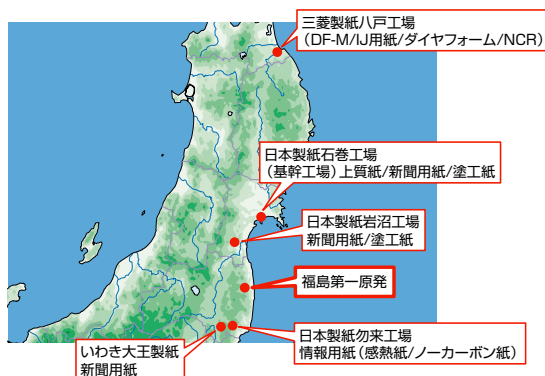 三菱製紙八戸工場
（DF-M/IJ用紙/ダイヤフォーム/NCR）
日本製紙石巻工場
（基幹工場）上質紙/新聞用紙/塗工紙
日本製紙岩沼工場
新聞用紙/塗工紙
福島第一原発
日本製紙勿来工場
情報用紙（感熱紙/ノーカーボン紙）
いわき大王製紙
新聞用紙